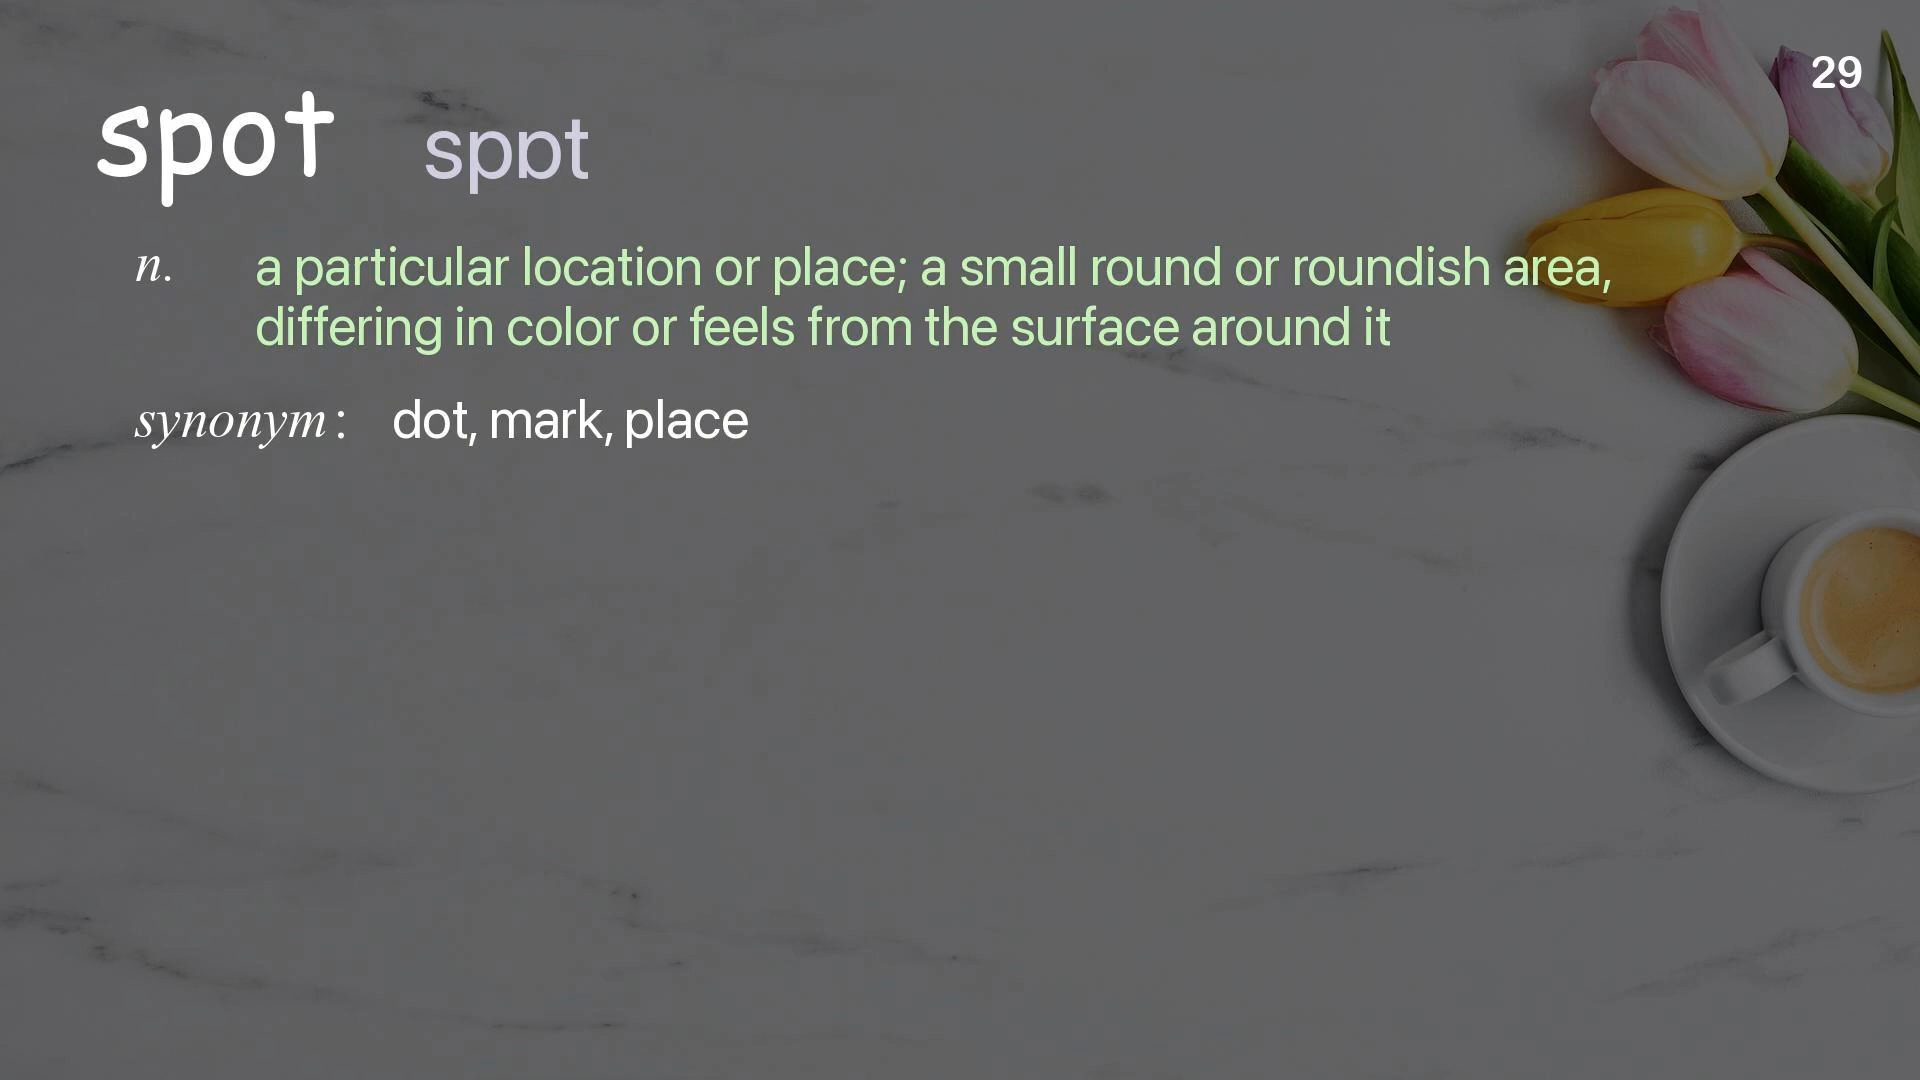 29
spot spɒt
n. a particular location or place; a small round or roundish area,
differing in color or feels from the surface around it
synonym : dot, mark, place